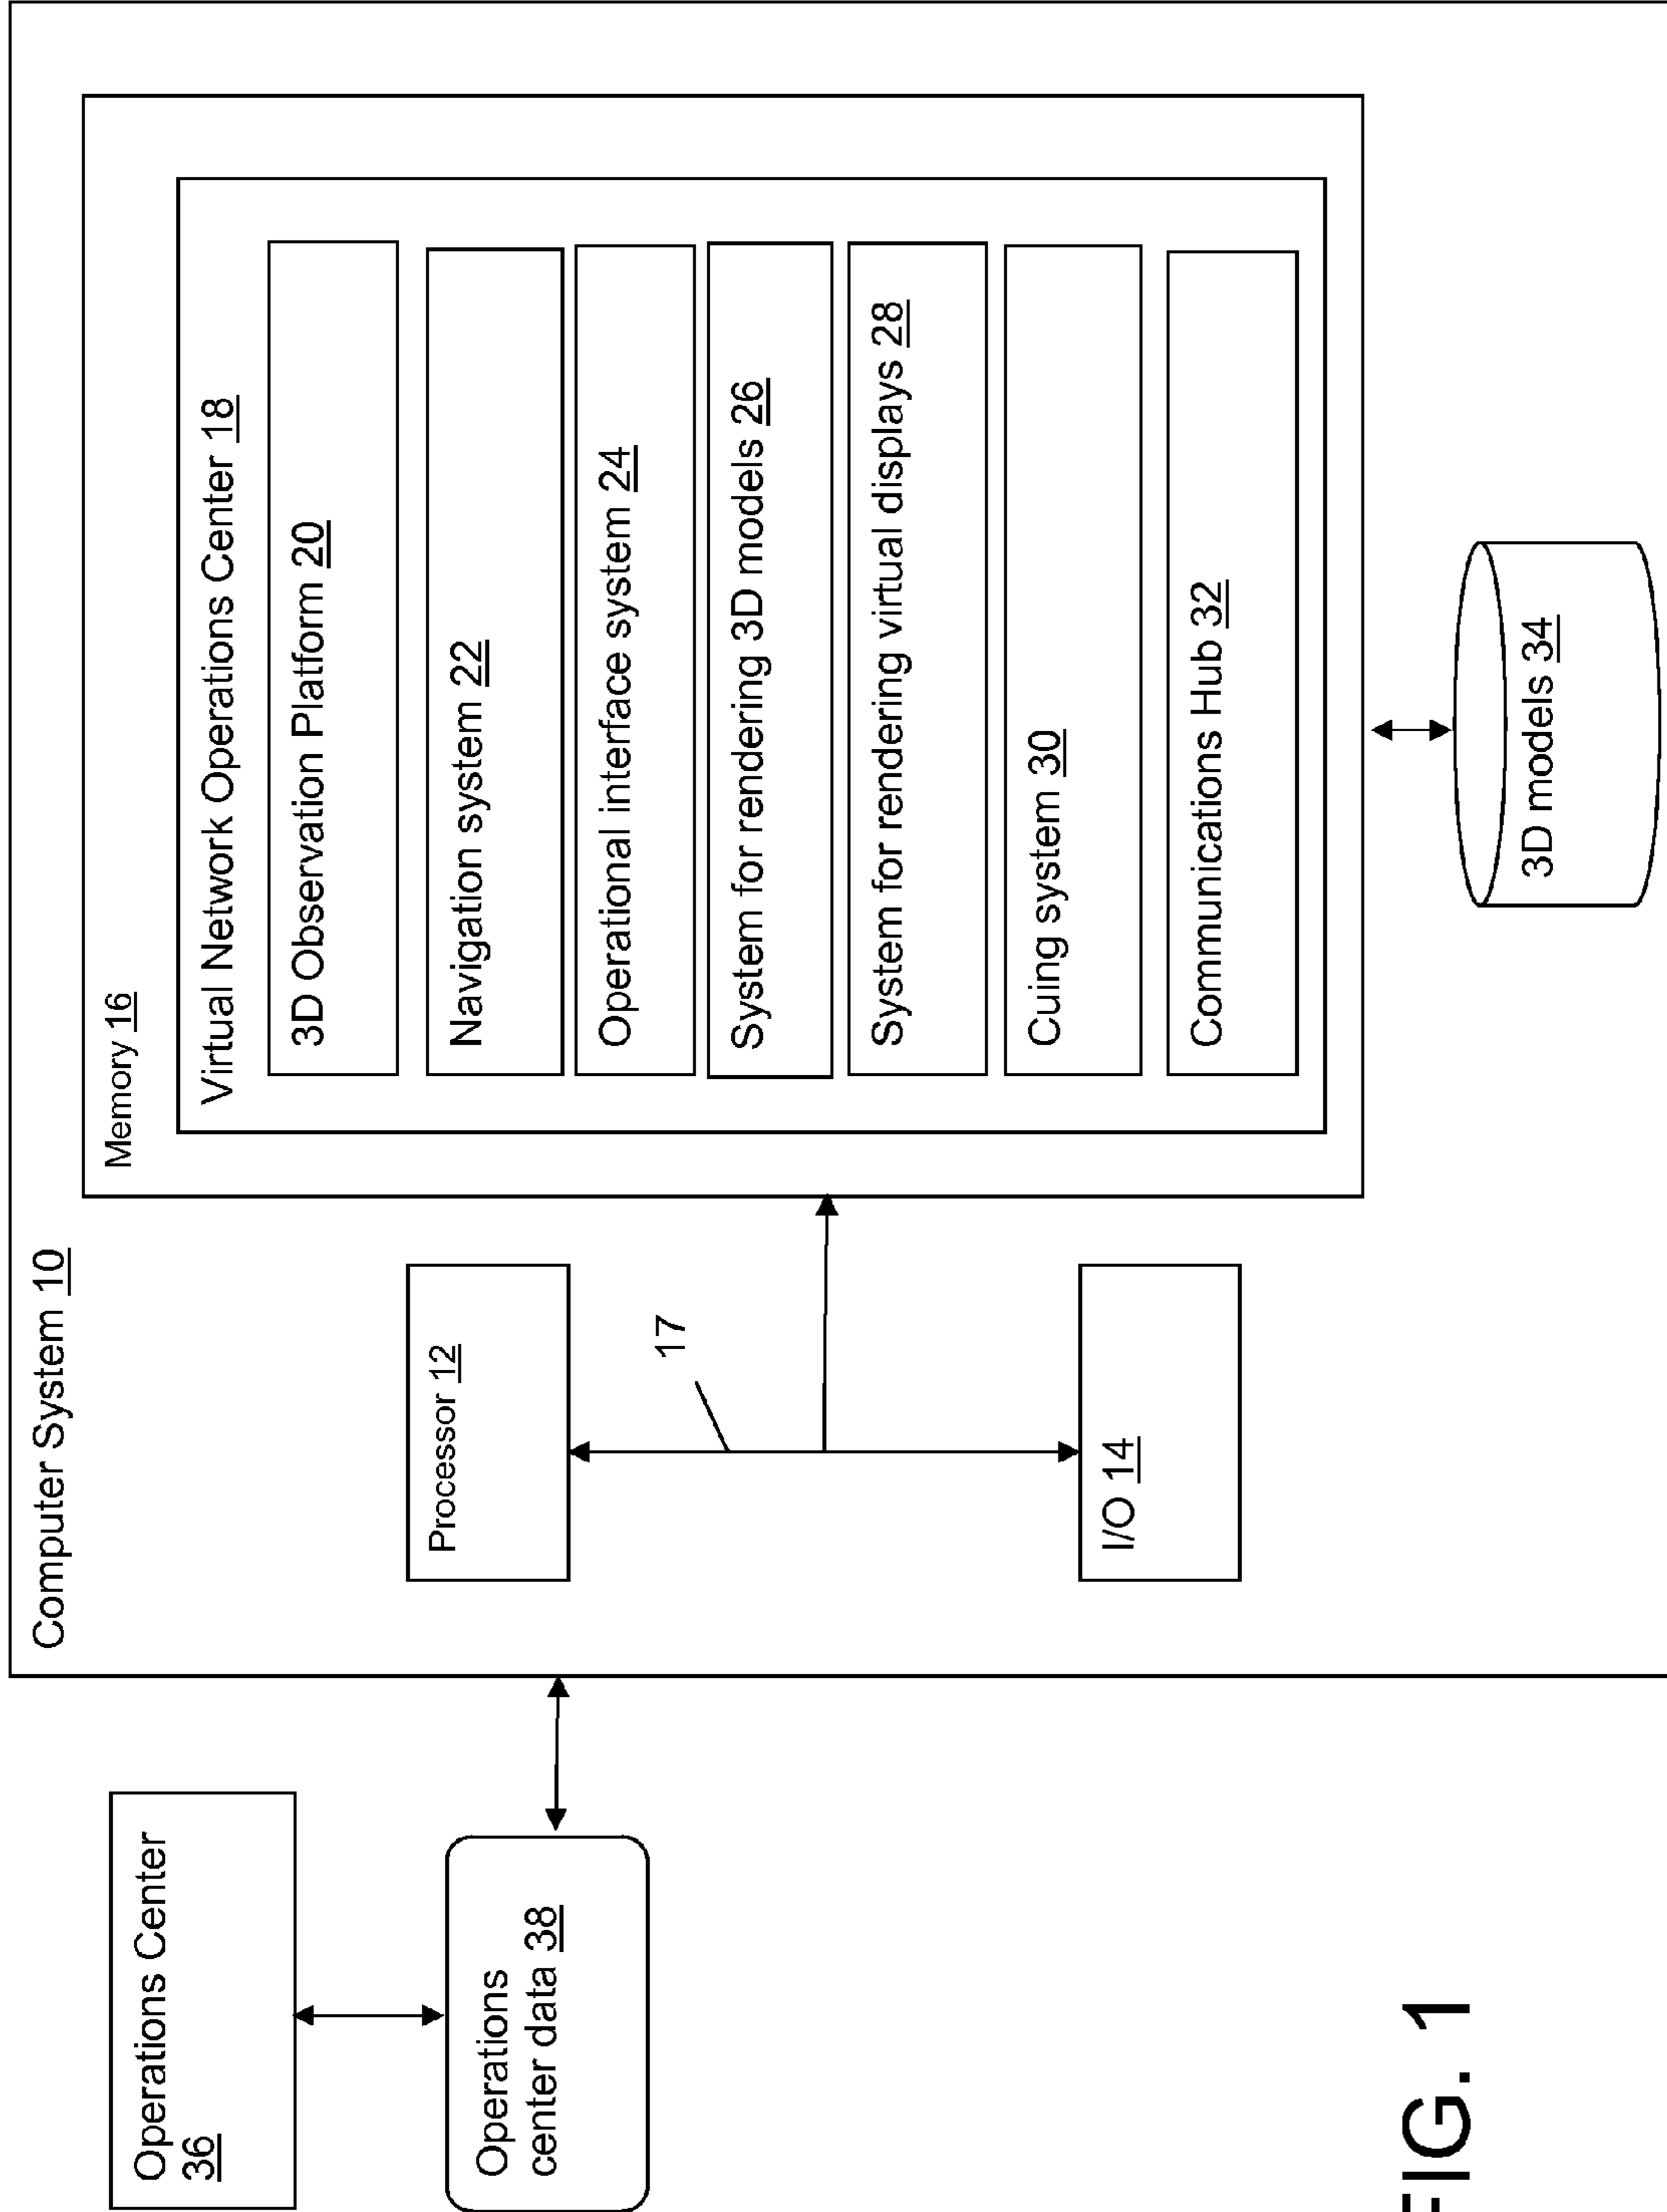 Computer System 10
Memory 16
Virtual Network Operations Center 18
3D Observation Platform 20
Navigation system 22
Operational interface system 24
System for rendering 3D models 26
System for rendering virtual displays 28
Cuing system 30
Communications Hub 32
Processor 12
17
I/O 14
3D models 34
Operations Center
36
Operations
center data 38
FIG. 1